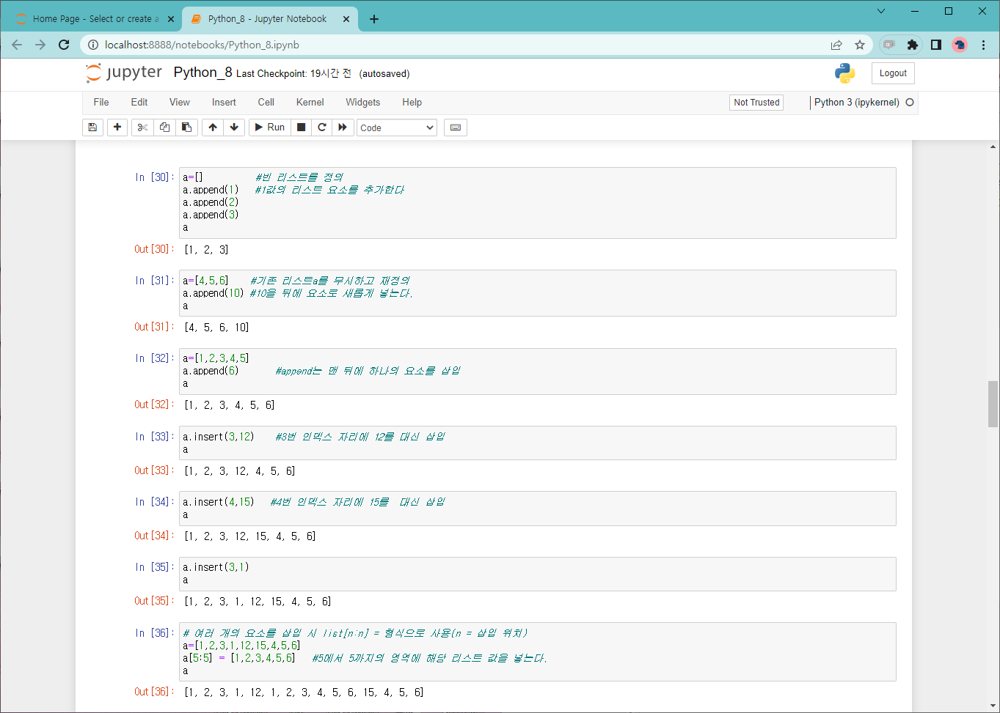 Home Page - Select or create a
Python_8 - Jupyter Notebook
localhost:8888/notebooks/Python_8.ipynb
jupyter Python_8 Last Checkpoint: 19시간 전 (autosaved)
Logout
File Edit View Insert Cell Kernel Widgets Help
Not Trusted
Python 3 (ipykernel)
Run
Code
In [30]: a=[] #빈 리스트를 정의
a.append(1) #1값의 리스트 요소를 추가한다
a.append(2)
a.append(3)
a
Out[30]: [1, 2, 3]
In [31]: a=[4,5,6] #기존 리스트a를 무시하고 재정의
a.append(10) #10을 뒤에 요소로 새롭게 넣는다.
a
Out[31]: [4, 5, 6, 10]
In [32]: a=[1,2,3,4,5]
a.append(6) #append는 맨 뒤에 하나의 요소를 삽입
a
Out[32]: [1, 2, 3, 4, 5, 6]
In [33]: a.insert(3,12) #3번 인덱스 자리에 12를 대신 삽입
a
Out[33]: [1, 2, 3, 12, 4, 5, 6]
In [34]: a.insert(4,15) #4번 인덱스 자리에 15를 대신 삽입
a
Out[34]: [1, 2, 3, 12, 15, 4, 5, 6]
In [35]: a.insert(3,1)
a
Out[35]: [1, 2, 3, 1, 12, 15, 4, 5, 6]
In [36]: # 여러 개의 요소를 삽입 시 list[n:n] = 형식으로 사용(n = 삽입 위치)
a=[1,2,3,1,12,15,4,5,6]
a[5:5] = [1,2,3,4,5,6] #5에서 5까지의 영역에 해당 리스트 값을 넣는다.
a
Out[36]: [1, 2, 3, 1, 12, 1, 2, 3, 4, 5, 6, 15, 4, 5, 6]